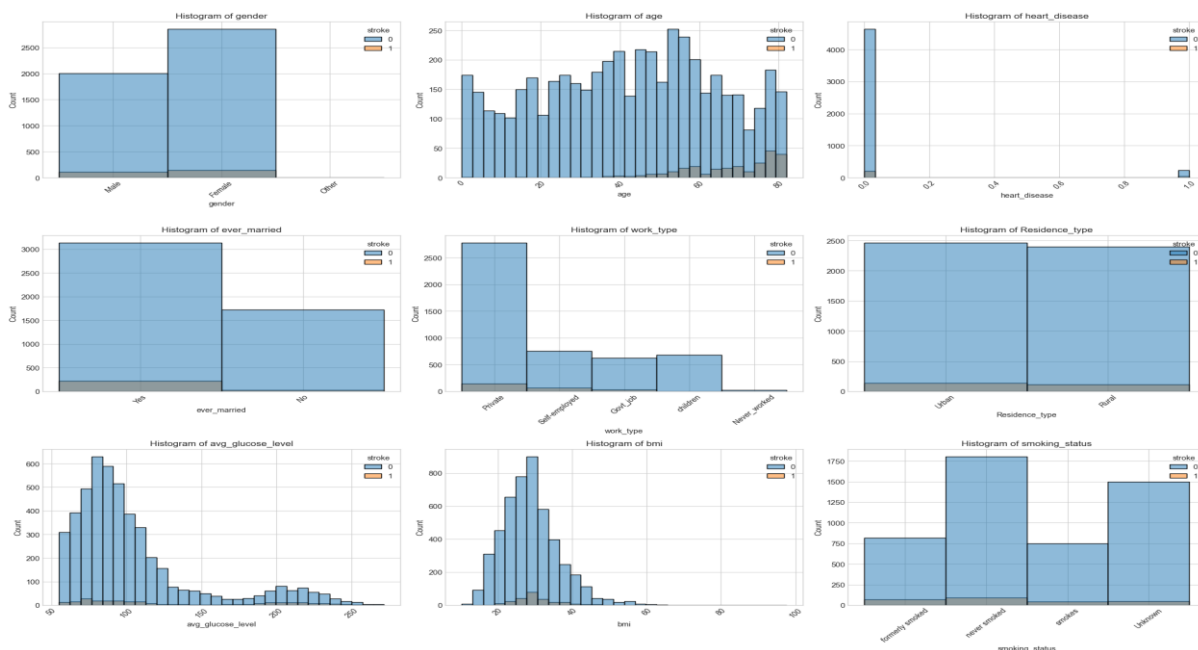 Histogram of gender
stroke
0
1
2500
2000
1500
1000
500
0
Count
Male
Female
Other
gender
Histogram of age
stroke
0
1
250
200
150
100
50
0
Count
0
20
40
60
80
age
Histogram of heart_disease
stroke
0
1
4000
3000
2000
1000
0
Count
0.0
0.2
0.4
0.6
0.8
1.0
heart_disease
Histogram of ever_married
stroke
0
1
3000
2500
2000
1500
1000
500
0
Count
Yes
No
ever_married
Histogram of work_type
stroke
0
1
2500
2000
1500
1000
500
0
Count
Private
Self-employed
Govt_job
children
Never_worked
work_type
Histogram of Residence_type
stroke
0
1
2500
2000
1500
1000
500
0
Count
Urban
Rural
Residence_type
Histogram of avg_glucose_level
stroke
0
1
600
500
400
300
200
100
0
Count
50
100
150
200
250
avg_glucose_level
Histogram of bmi
stroke
0
1
800
600
400
200
0
Count
20
40
60
80
100
bmi
Histogram of smoking_status
stroke
0
1
1750
1500
1250
1000
750
500
250
0
Count
formerly smoked
never smoked
smokes
Unknown
smoking_status